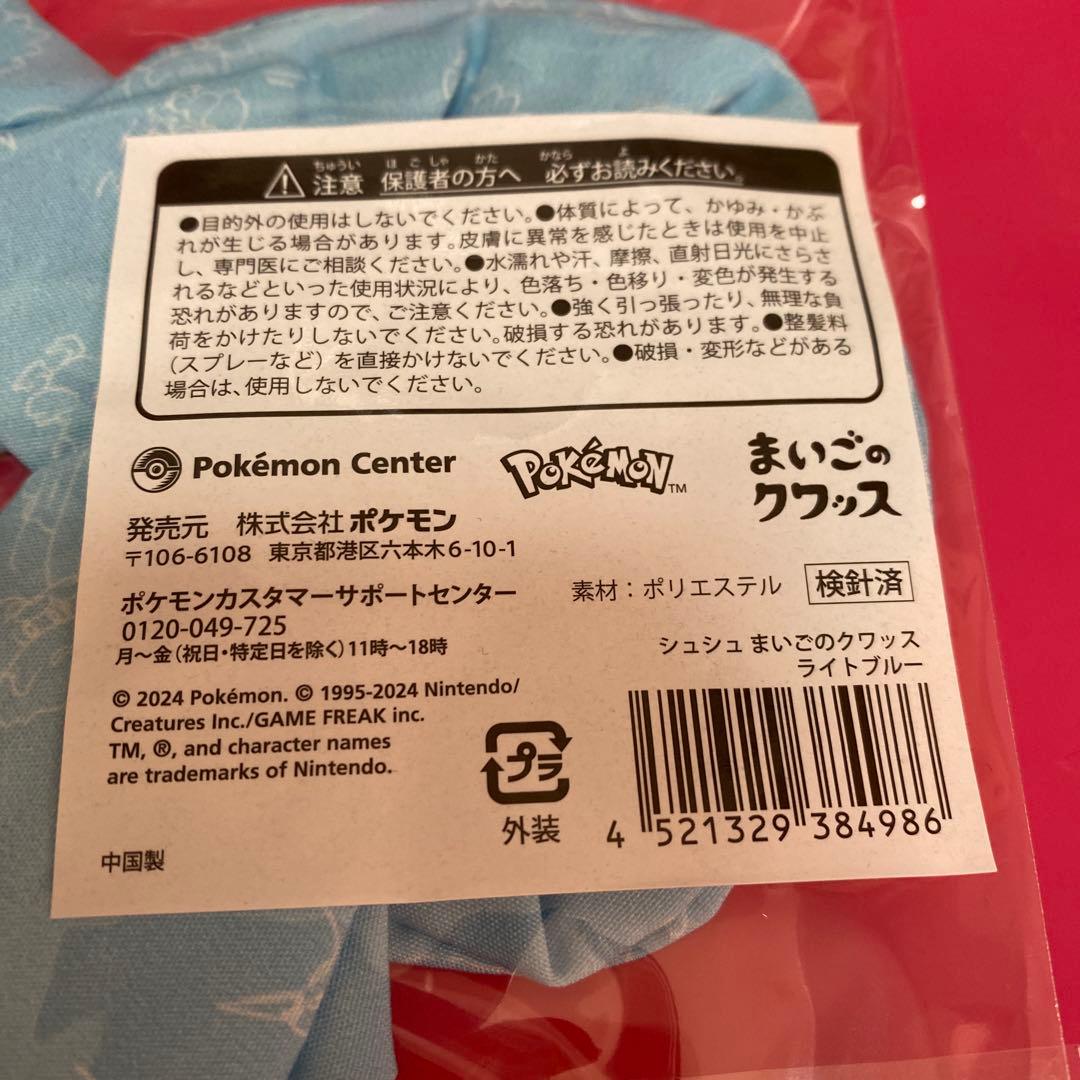 注意 保護者の方へ 必ずお読みください。
●目的外の使用はしないでください。●体質によって、かゆみ・かぶ
れが生じる場合があります。皮膚に異常を感じたときは使用を中止
し、専門医にご相談ください。●水濡れや汗、摩擦、直射日光にさらさ
れるなどといった使用状況により、色落ち・色移り・変色が発生する
恐れがありますので、ご注意ください。●強く引っ張ったり、無理な負
荷をかけたりしないでください。破損する恐れがあります。●整髪料
（スプレーなど）を直接かけないでください。●破損・変形などがある
場合は、使用しないでください。
Pokémon Center
POKéMON™
まいごの
クワッス
発売元 株式会社ポケモン
〒106-6108 東京都港区六本木6-10-1
ポケモンカスタマーサポートセンター
0120-049-725
月～金（祝日・特定日を除く）11時～18時
素材：ポリエステル 検針済
シュシュ まいごのクワッス
ライトブルー
© 2024 Pokémon. © 1995-2024 Nintendo/
Creatures Inc./GAME FREAK inc.
TM, ®, and character names
are trademarks of Nintendo.
プラ
外装
4 521329 384986
中国製